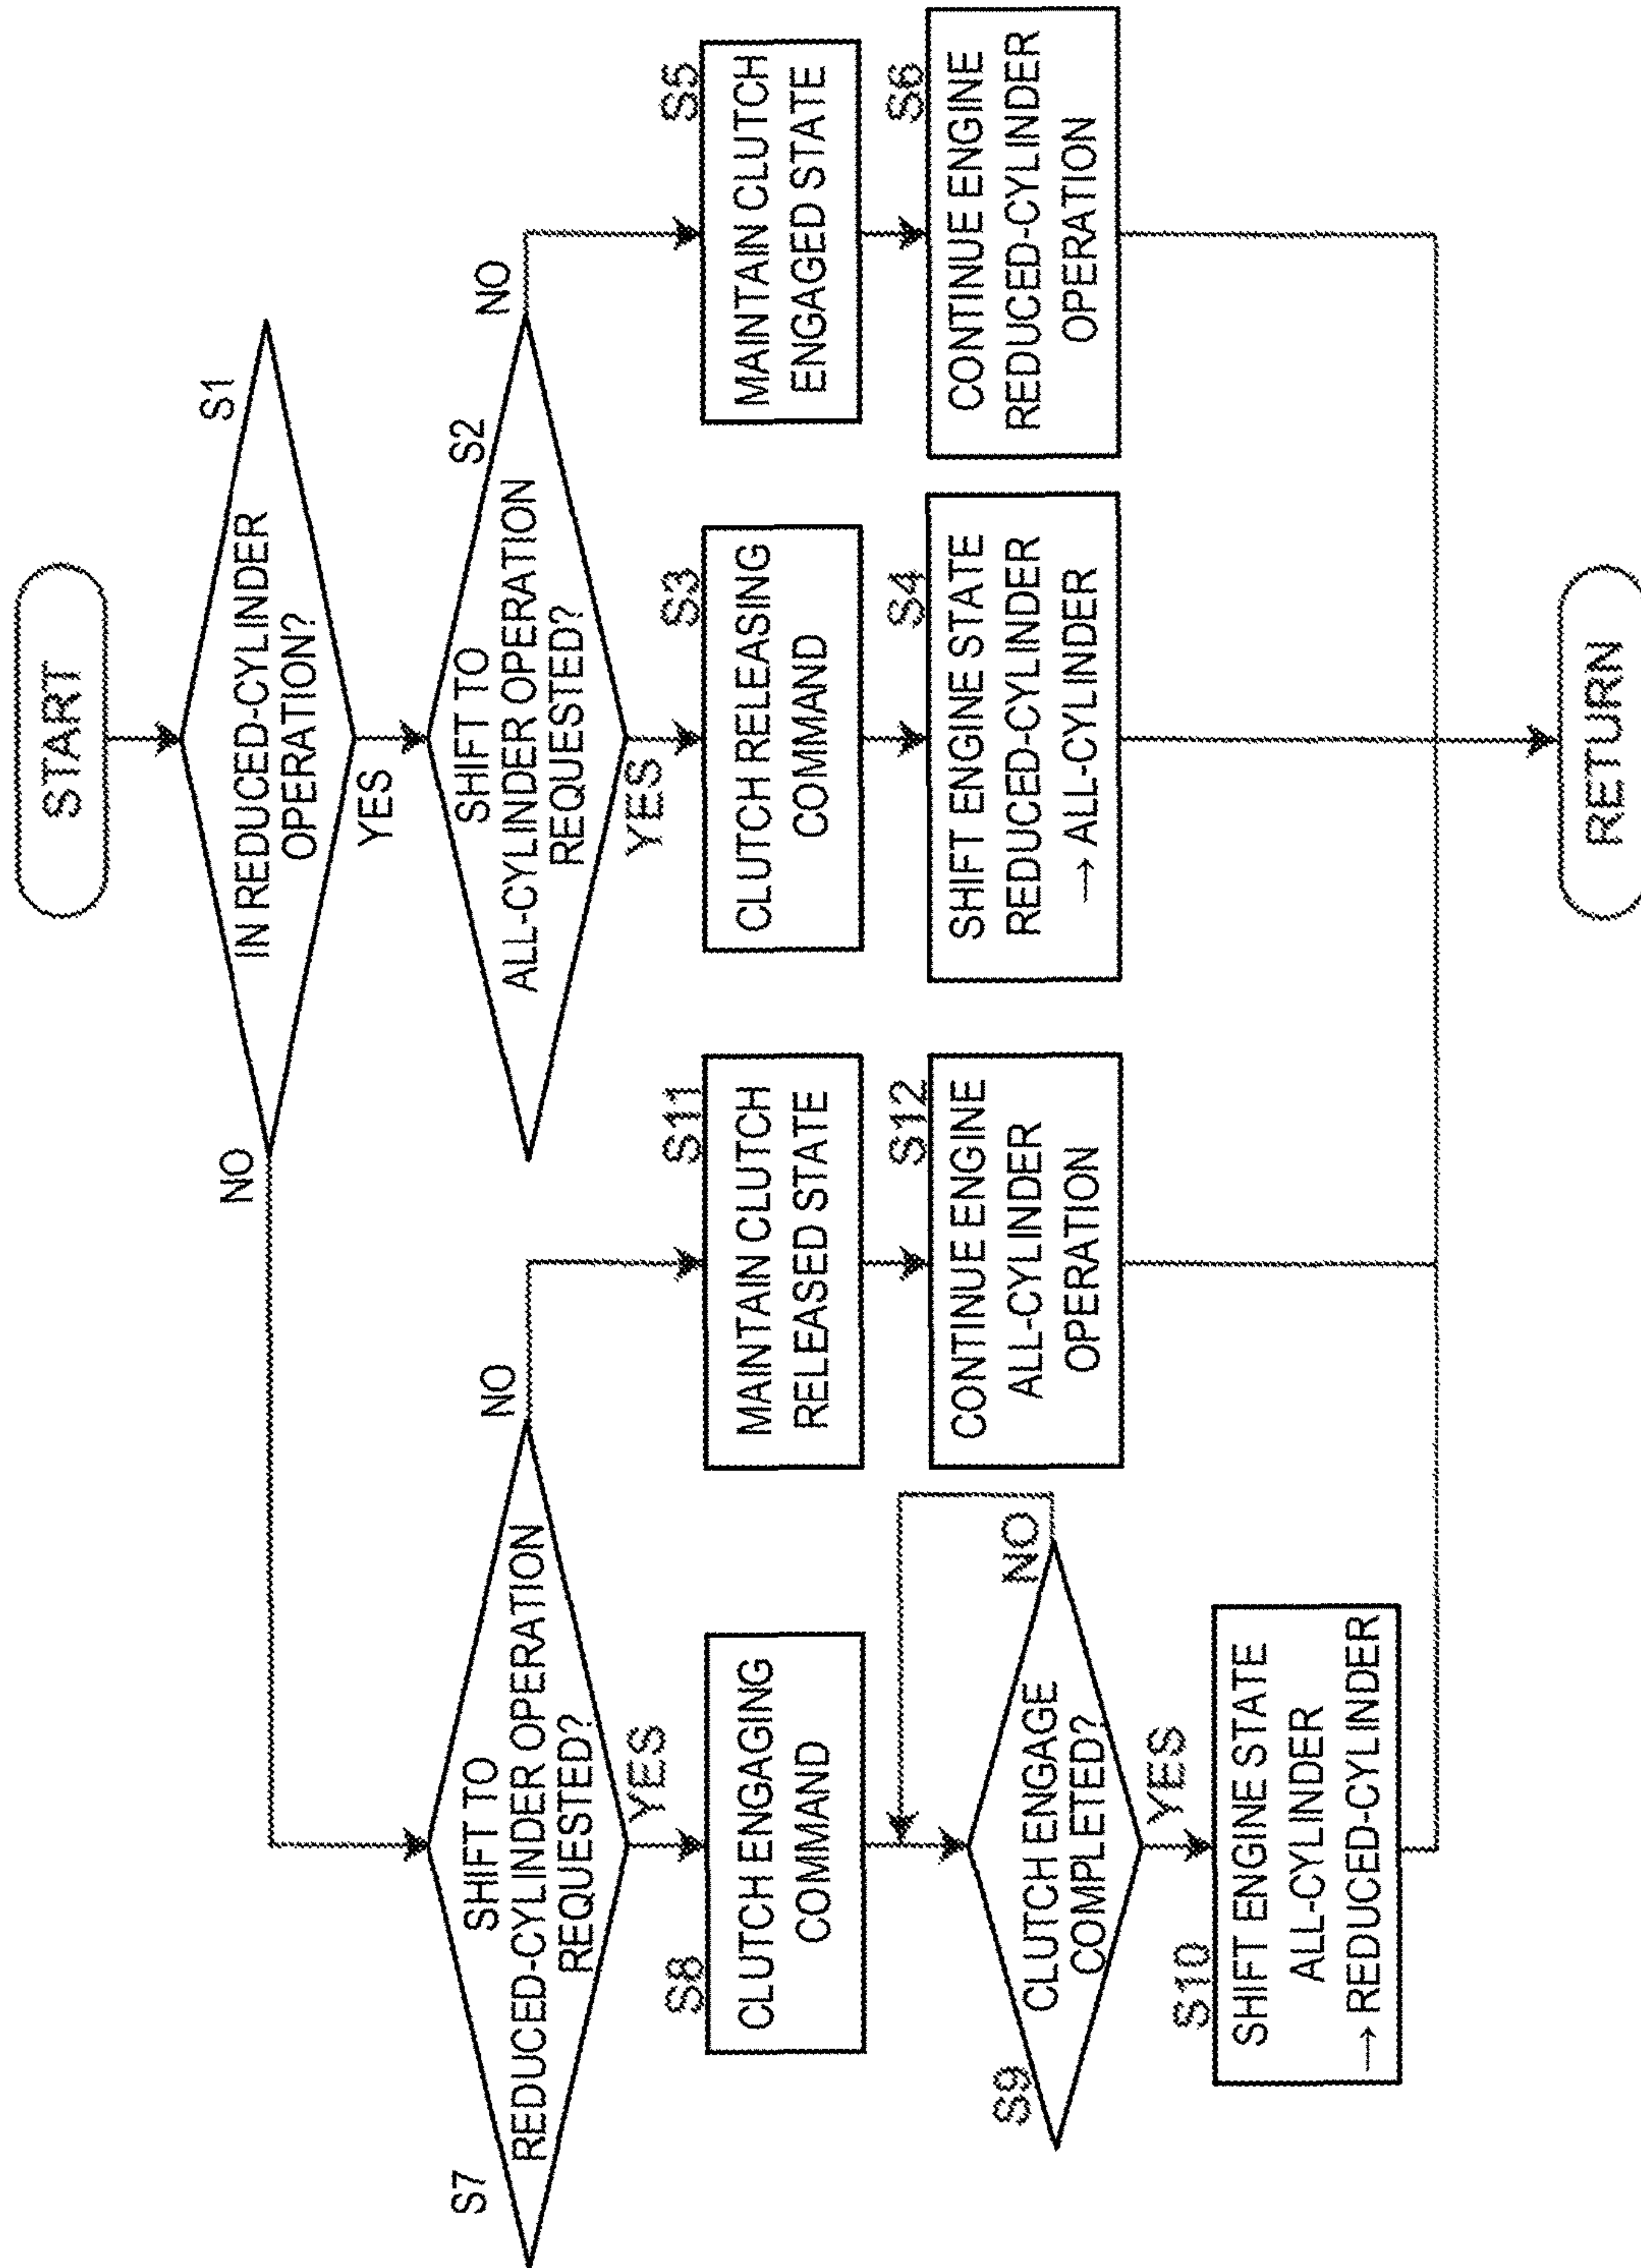 START
S1
IN REDUCED-CYLINDER
OPERATION?
NO
YES
S2
SHIFT TO
ALL-CYLINDER OPERATION
REQUESTED?
NO
YES
S3
CLUTCH RELEASING
COMMAND
S4
SHIFT ENGINE STATE
REDUCED-CYLINDER
→ ALL-CYLINDER
S5
MAINTAIN CLUTCH
ENGAGED STATE
S6
CONTINUE ENGINE
REDUCED-CYLINDER
OPERATION
S7
SHIFT TO
REDUCED-CYLINDER OPERATION
REQUESTED?
NO
YES
S8
CLUTCH ENGAGING
COMMAND
S9
CLUTCH ENGAGE
COMPLETED?
NO
YES
S10
SHIFT ENGINE STATE
ALL-CYLINDER
→ REDUCED-CYLINDER
S11
MAINTAIN CLUTCH
RELEASED STATE
S12
CONTINUE ENGINE
ALL-CYLINDER
OPERATION
RETURN